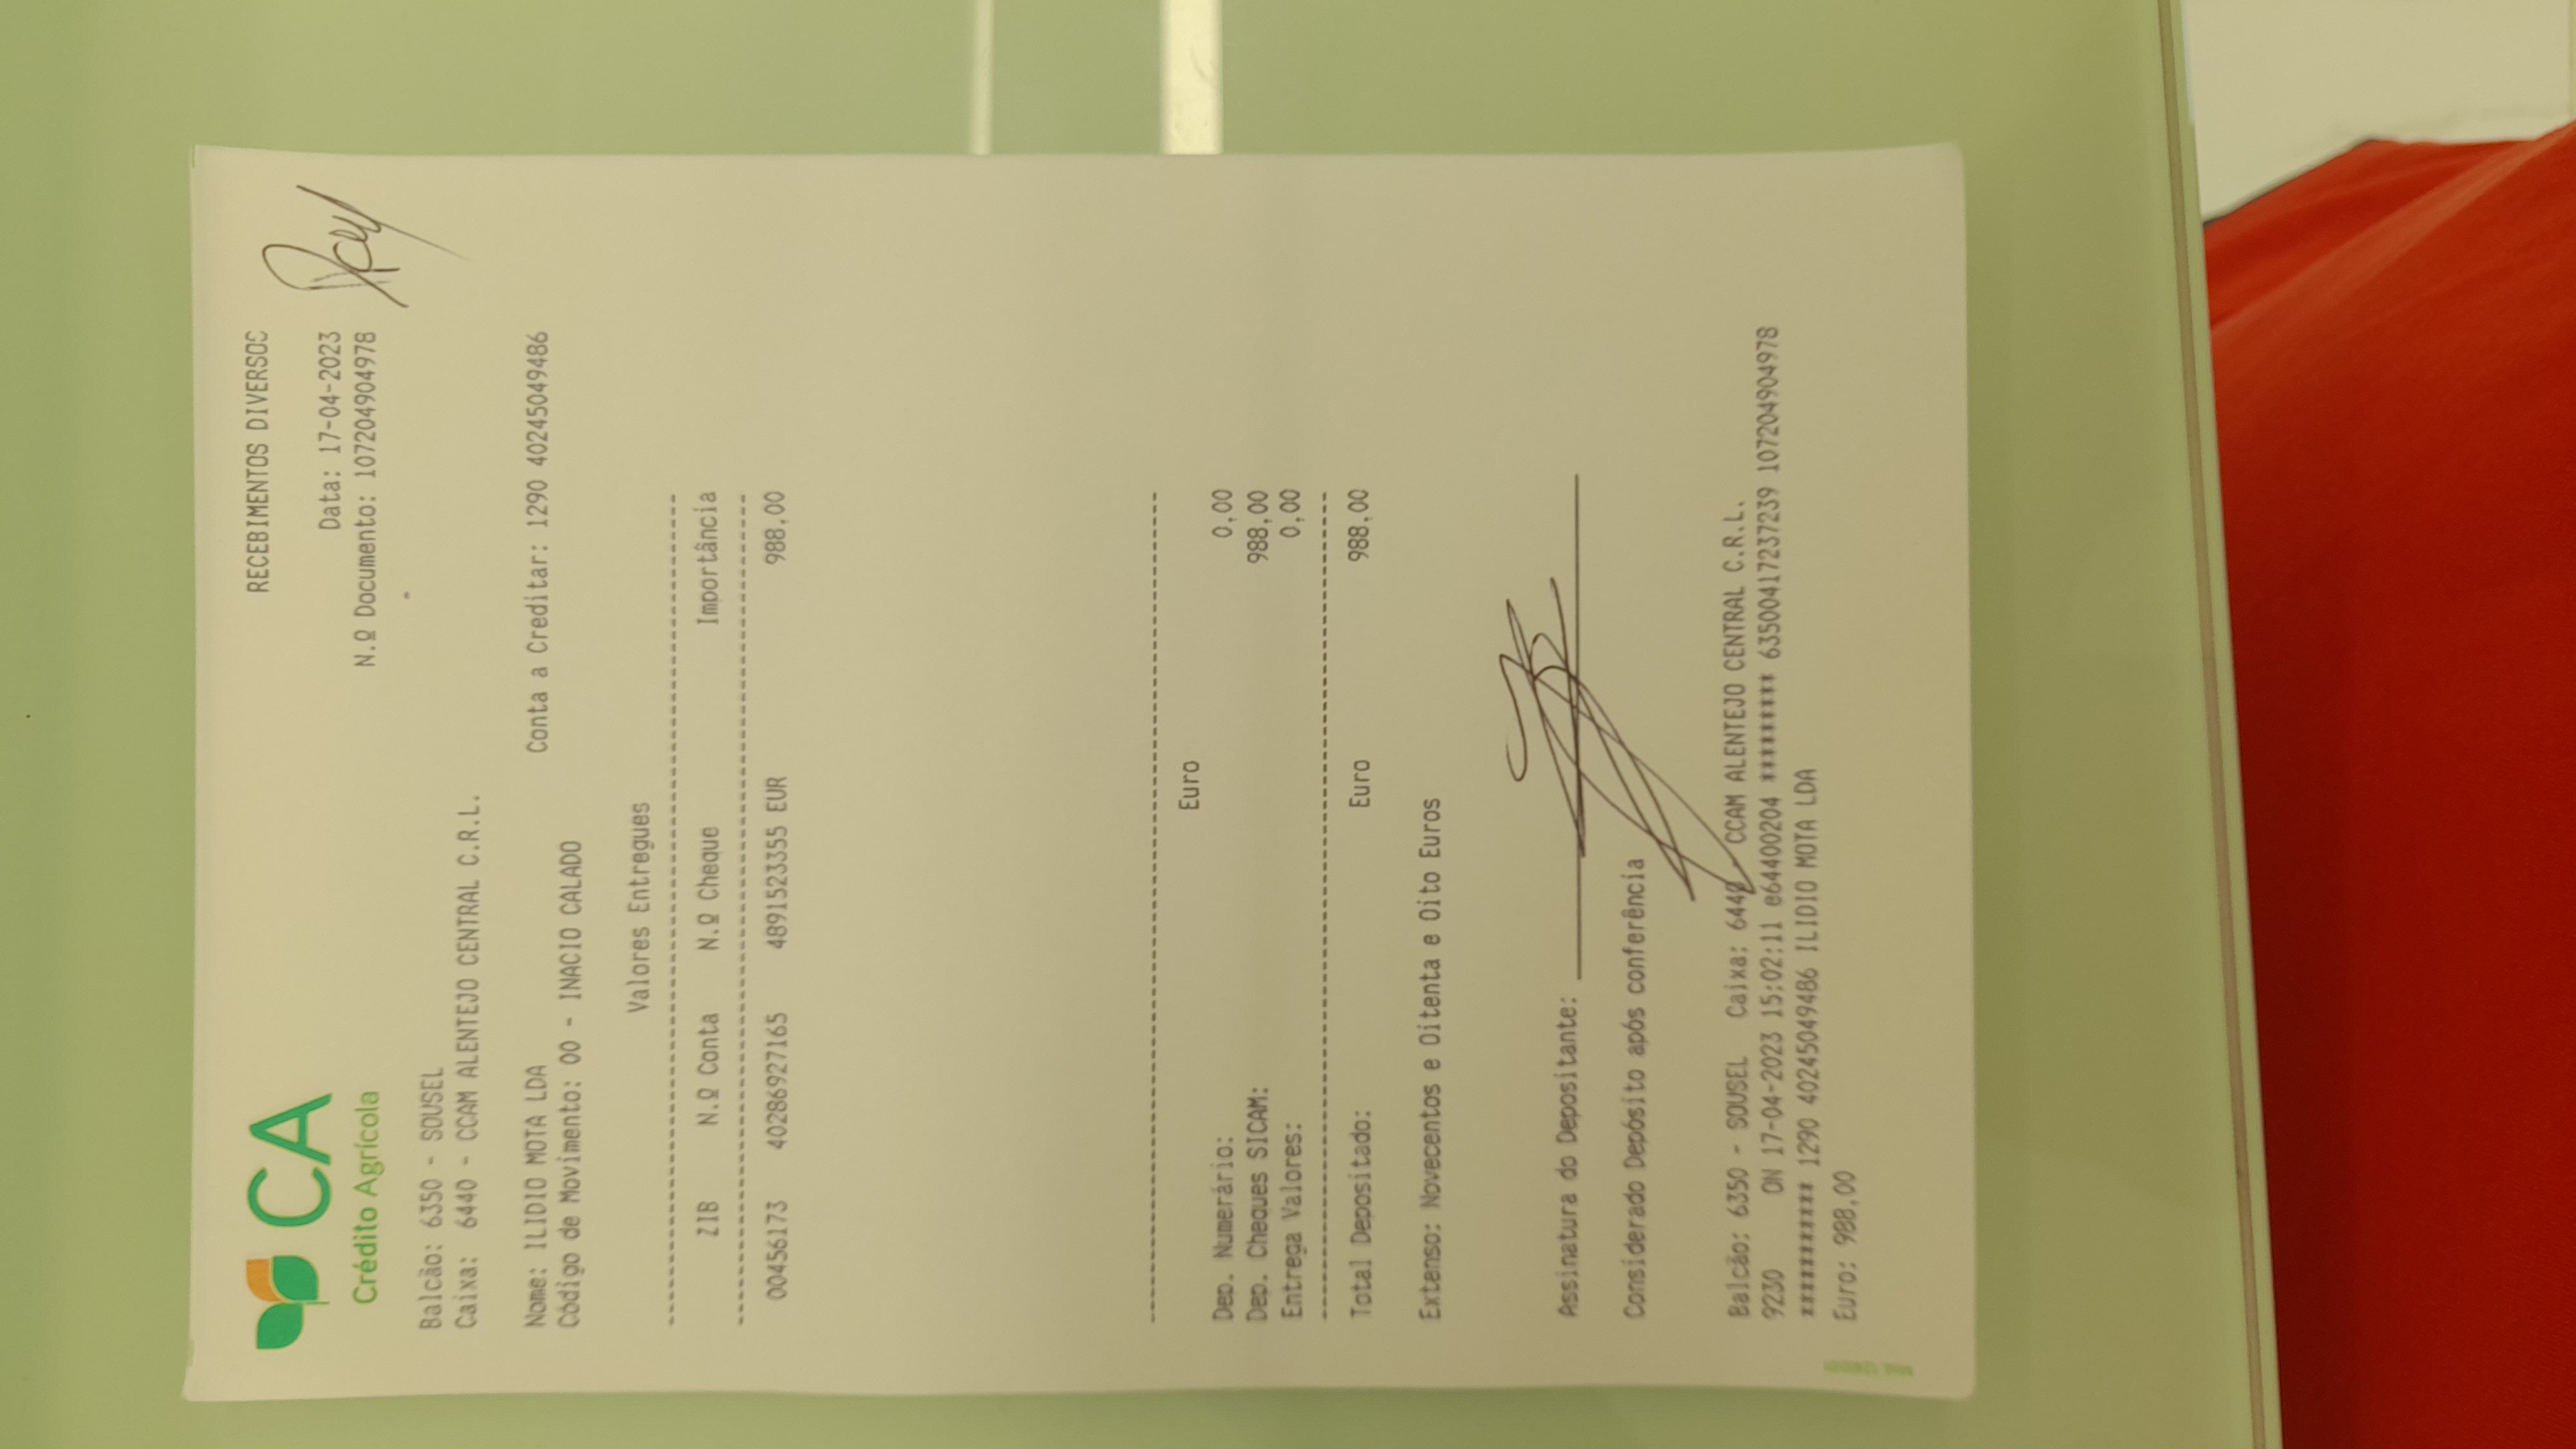 CA
Crédito Agrícola
RECEBIMENTOS DIVERSOS
Data: 17-04-2023
N.º Documento: 107204904978
Balcão: 6350 - SOUSEL
Caixa: 6440 - CCAM ALENTEJO CENTRAL C.R.L.
Nome: ILIDIO MOTA LDA
Conta a Creditar: 1290 40245049486
Código de Movimento: 00 - INACIO CALADO
Valores Entregues
ZIB N.º Conta N.º Cheque Importância
00456173 40286927165 4891523355 EUR 988,00
Euro
Dep. Numerário: 0,00
Dep. Cheques SICAM: 988,00
Entrega Valores: 0,00
Total Depositado: Euro 988,00
Extenso: Novecentos e Oitenta e Oito Euros
Assinatura do Depositante:
Considerado Depósito após conferência
Balcão: 6350 - SOUSEL Caixa: 6440 CCAM ALENTEJO CENTRAL C.R.L.
9230 ON 17-04-2023 15:02:11 e64400204 ********* 63500417237239 107204904978
*********** 1290 40245049486 ILIDIO MOTA LDA
Euro: 988,00